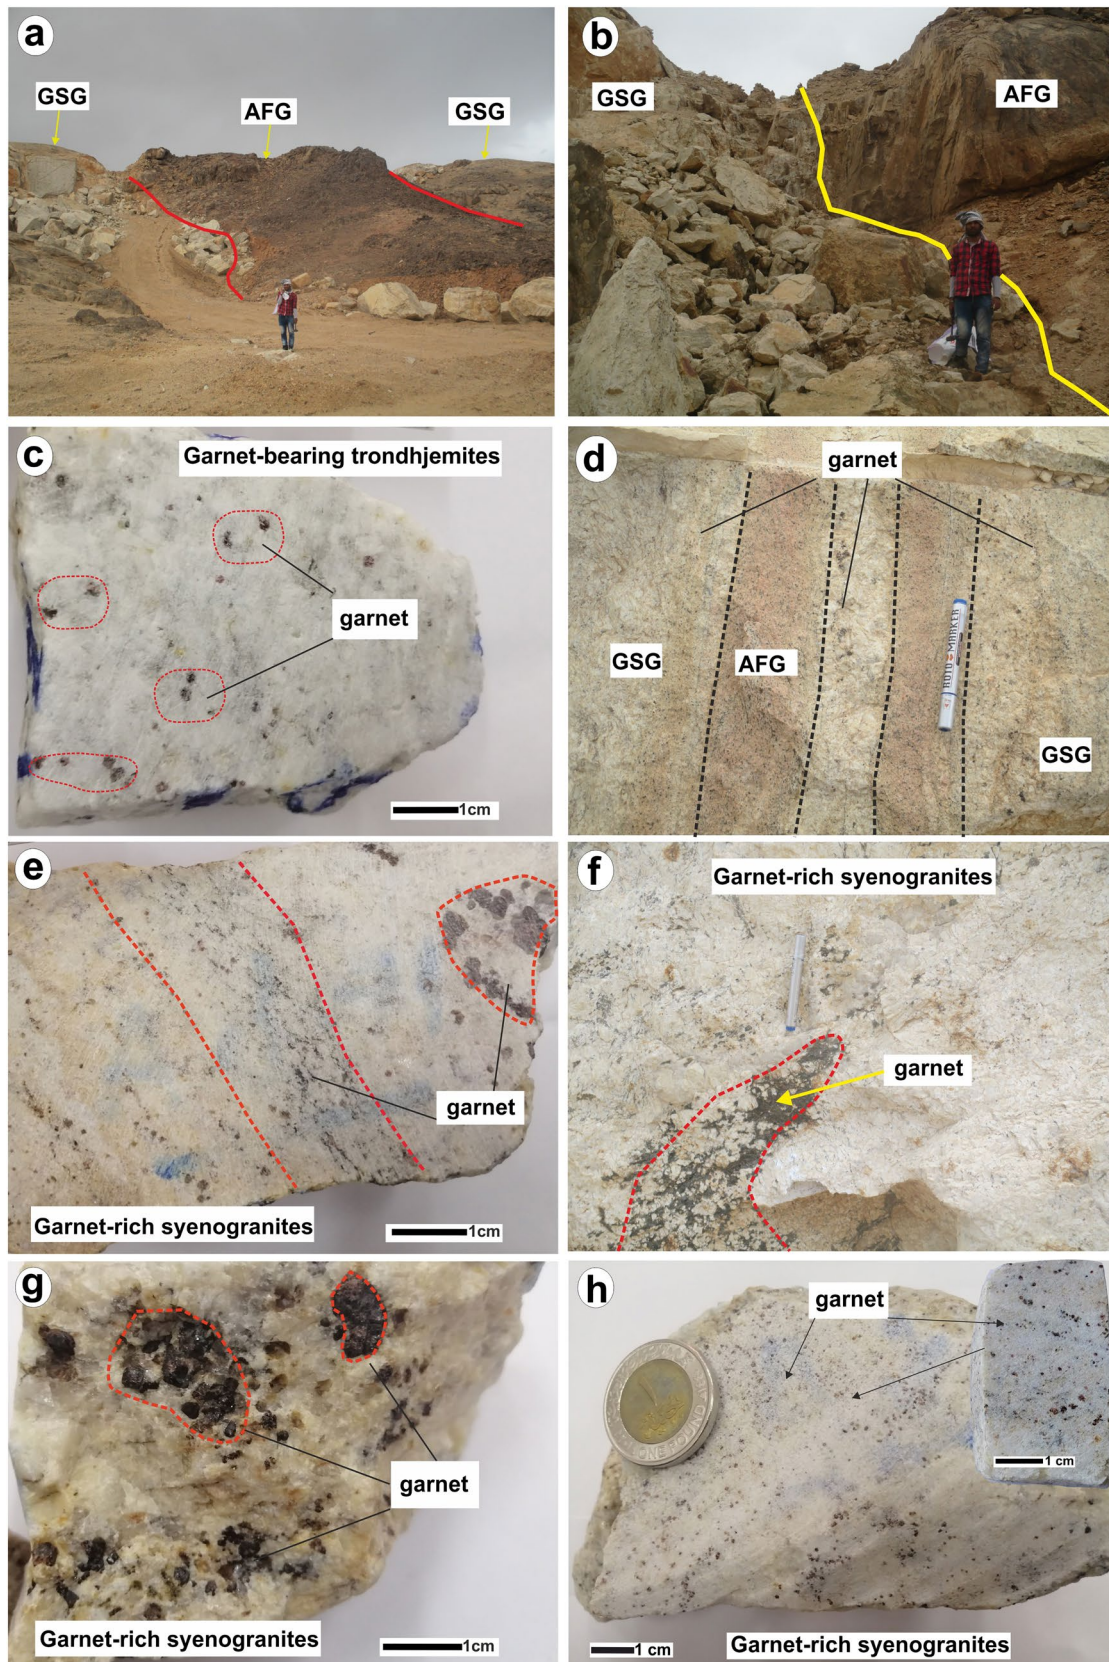 a
GSG
AFG
GSG
b
GSG
AFG
c
Garnet-bearing trondhjemites
garnet
1cm
d
garnet
GSG
AFG
MARKER
GSG
e
garnet
Garnet-rich syenogranites
1cm
f
Garnet-rich syenogranites
garnet
g
garnet
Garnet-rich syenogranites
1cm
h
garnet
1 cm
1 cm
Garnet-rich syenogranites